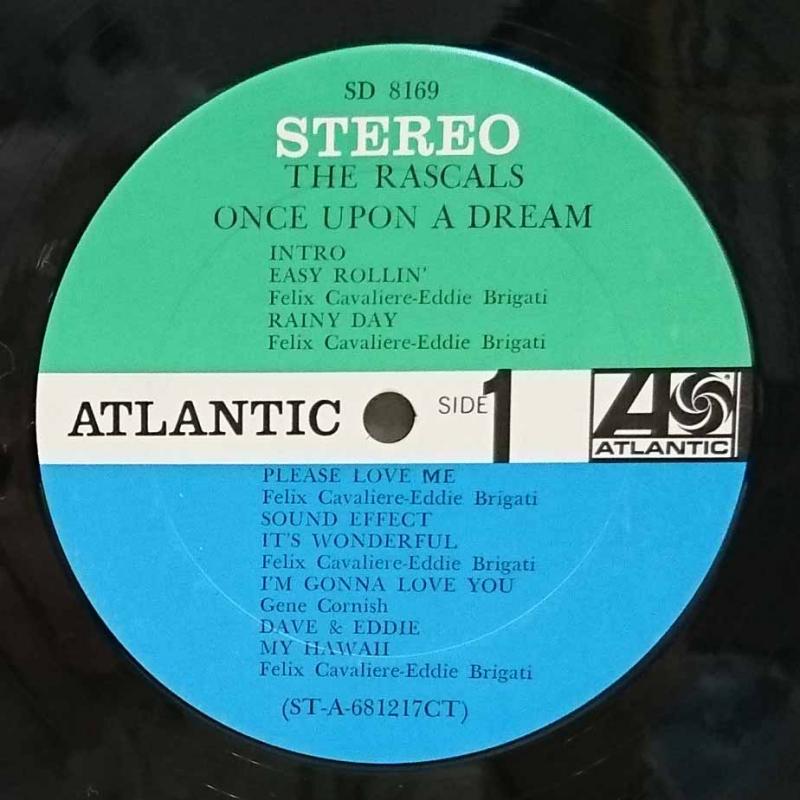 SD 8169
STEREO
THE RASCALS
ONCE UPON A DREAM
INTRO
EASY ROLLIN'
Felix Cavaliere-Eddie Brigati
RAINY DAY
Felix Cavaliere-Eddie Brigati
ATLANTIC SIDE 1
ATLANTIC
PLEASE LOVE ME
Felix Cavaliere-Eddie Brigati
SOUND EFFECT
IT'S WONDERFUL
Felix Cavaliere-Eddie Brigati
I'M GONNA LOVE YOU
Gene Cornish
DAVE & EDDIE
MY HAWAII
Felix Cavaliere-Eddie Brigati
(ST-A-681217CT)